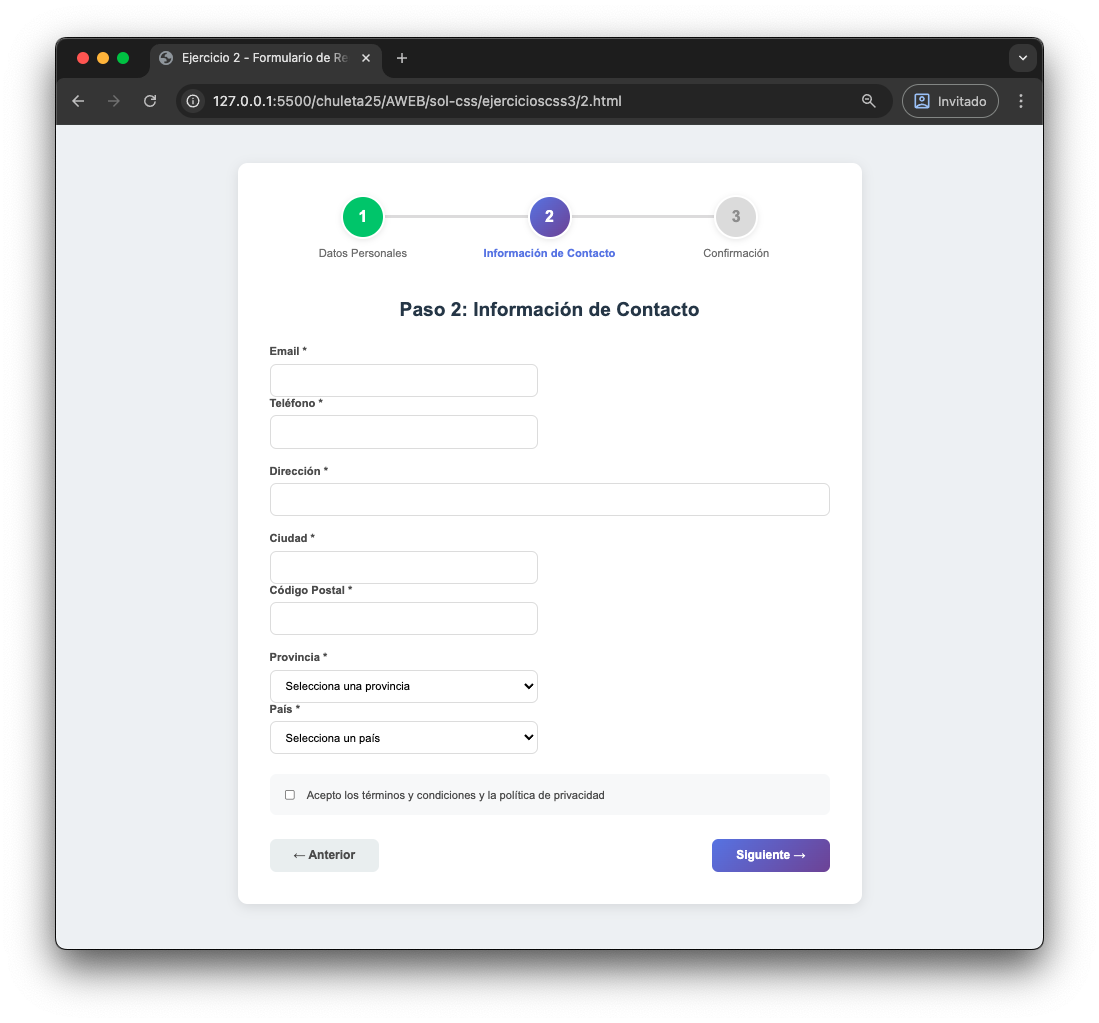 Ejercicio 2 - Formulario de Re
127.0.0.1:5500/chuleta25/AWEB/sol-css/ejercicioscss3/2.html
Invitado
1
2
3
Datos Personales
Información de Contacto
Confirmación
Paso 2: Información de Contacto
Email *
Teléfono *
Dirección *
Ciudad *
Código Postal *
Provincia *
Selecciona una provincia
País *
Selecciona un país
Acepto los términos y condiciones y la política de privacidad
← Anterior
Siguiente →